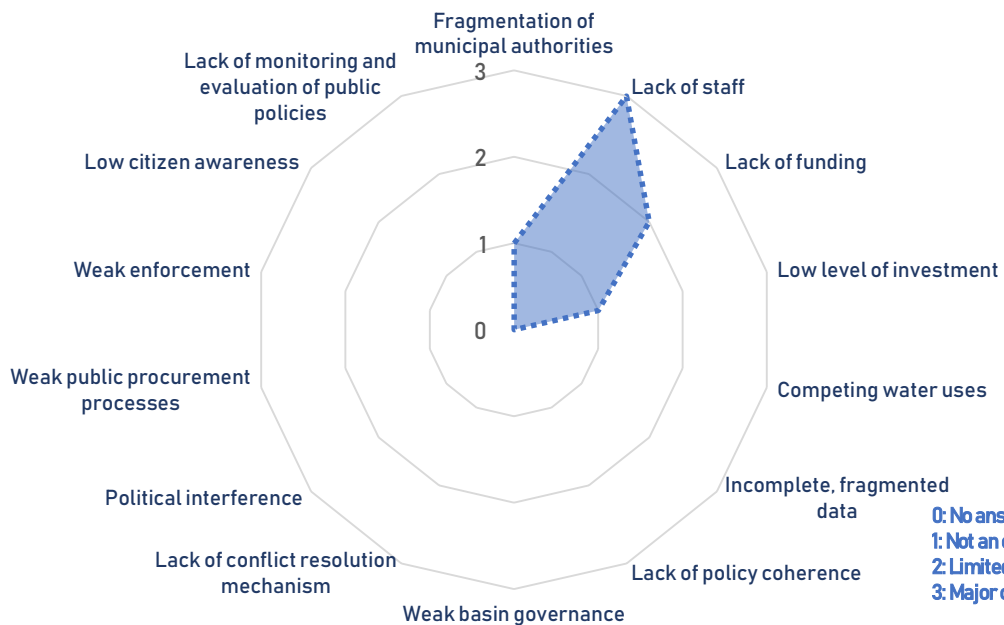 Fragmentation of
municipal authorities
Lack of staff
Lack of funding
Low level of investment
Competing water uses
Incomplete, fragmented
data
Lack of policy coherence
Weak basin governance
Lack of conflict resolution
mechanism
Political interference
Weak public procurement
processes
Weak enforcement
Low citizen awareness
Lack of monitoring and
evaluation of public
policies
3
2
1
0
0: No
1: Not an
2: Limited
3: Major